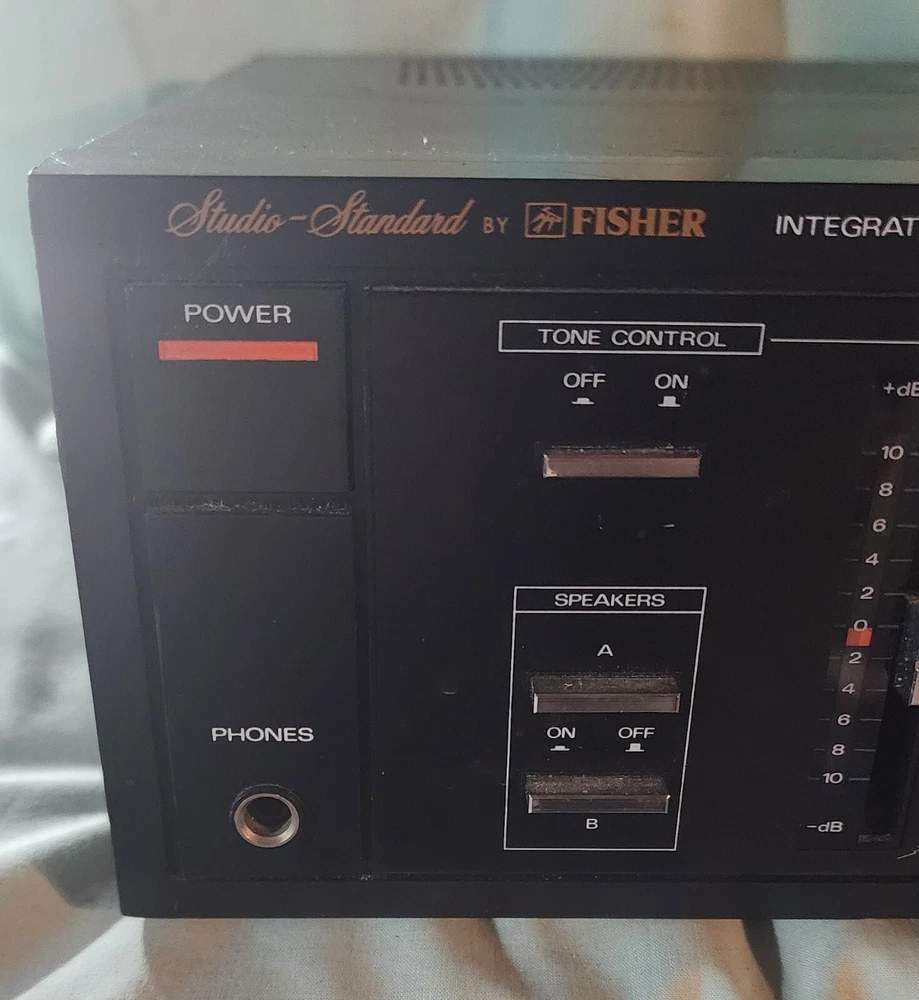 Studio-Standard BY FISHER
INTEGRAT
POWER
TONE CONTROL
OFF ON
+dB
10
8
6
4
2
0
2
4
6
8
10
-dB
SPEAKERS
A
ON OFF
B
PHONES